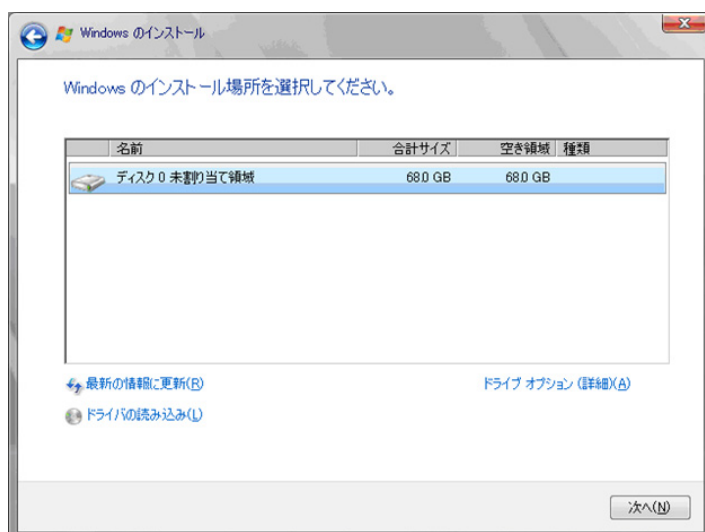 Windows のインストール
Windows のインストール場所を選択してください。
名前 合計サイズ 空き領域 種類
ディスク 0 未割り当て領域 68.0 GB 68.0 GB
最新の情報に更新(R) ドライブ オプション (詳細)(A)
ドライバの読み込み(L)
次へ(N)